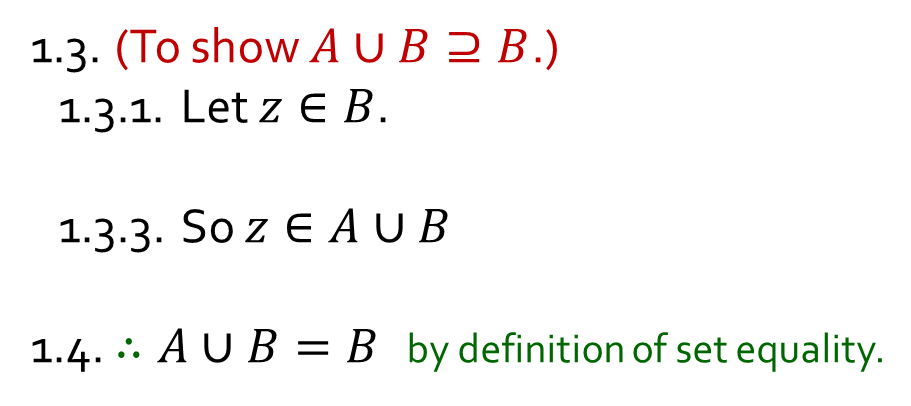 1.3. (To show A ∪ B ⊇ B.)
1.3.1. Let z ∈ B.
1.3.3. So z ∈ A ∪ B
1.4. ∴ A ∪ B = B by definition of set equality.